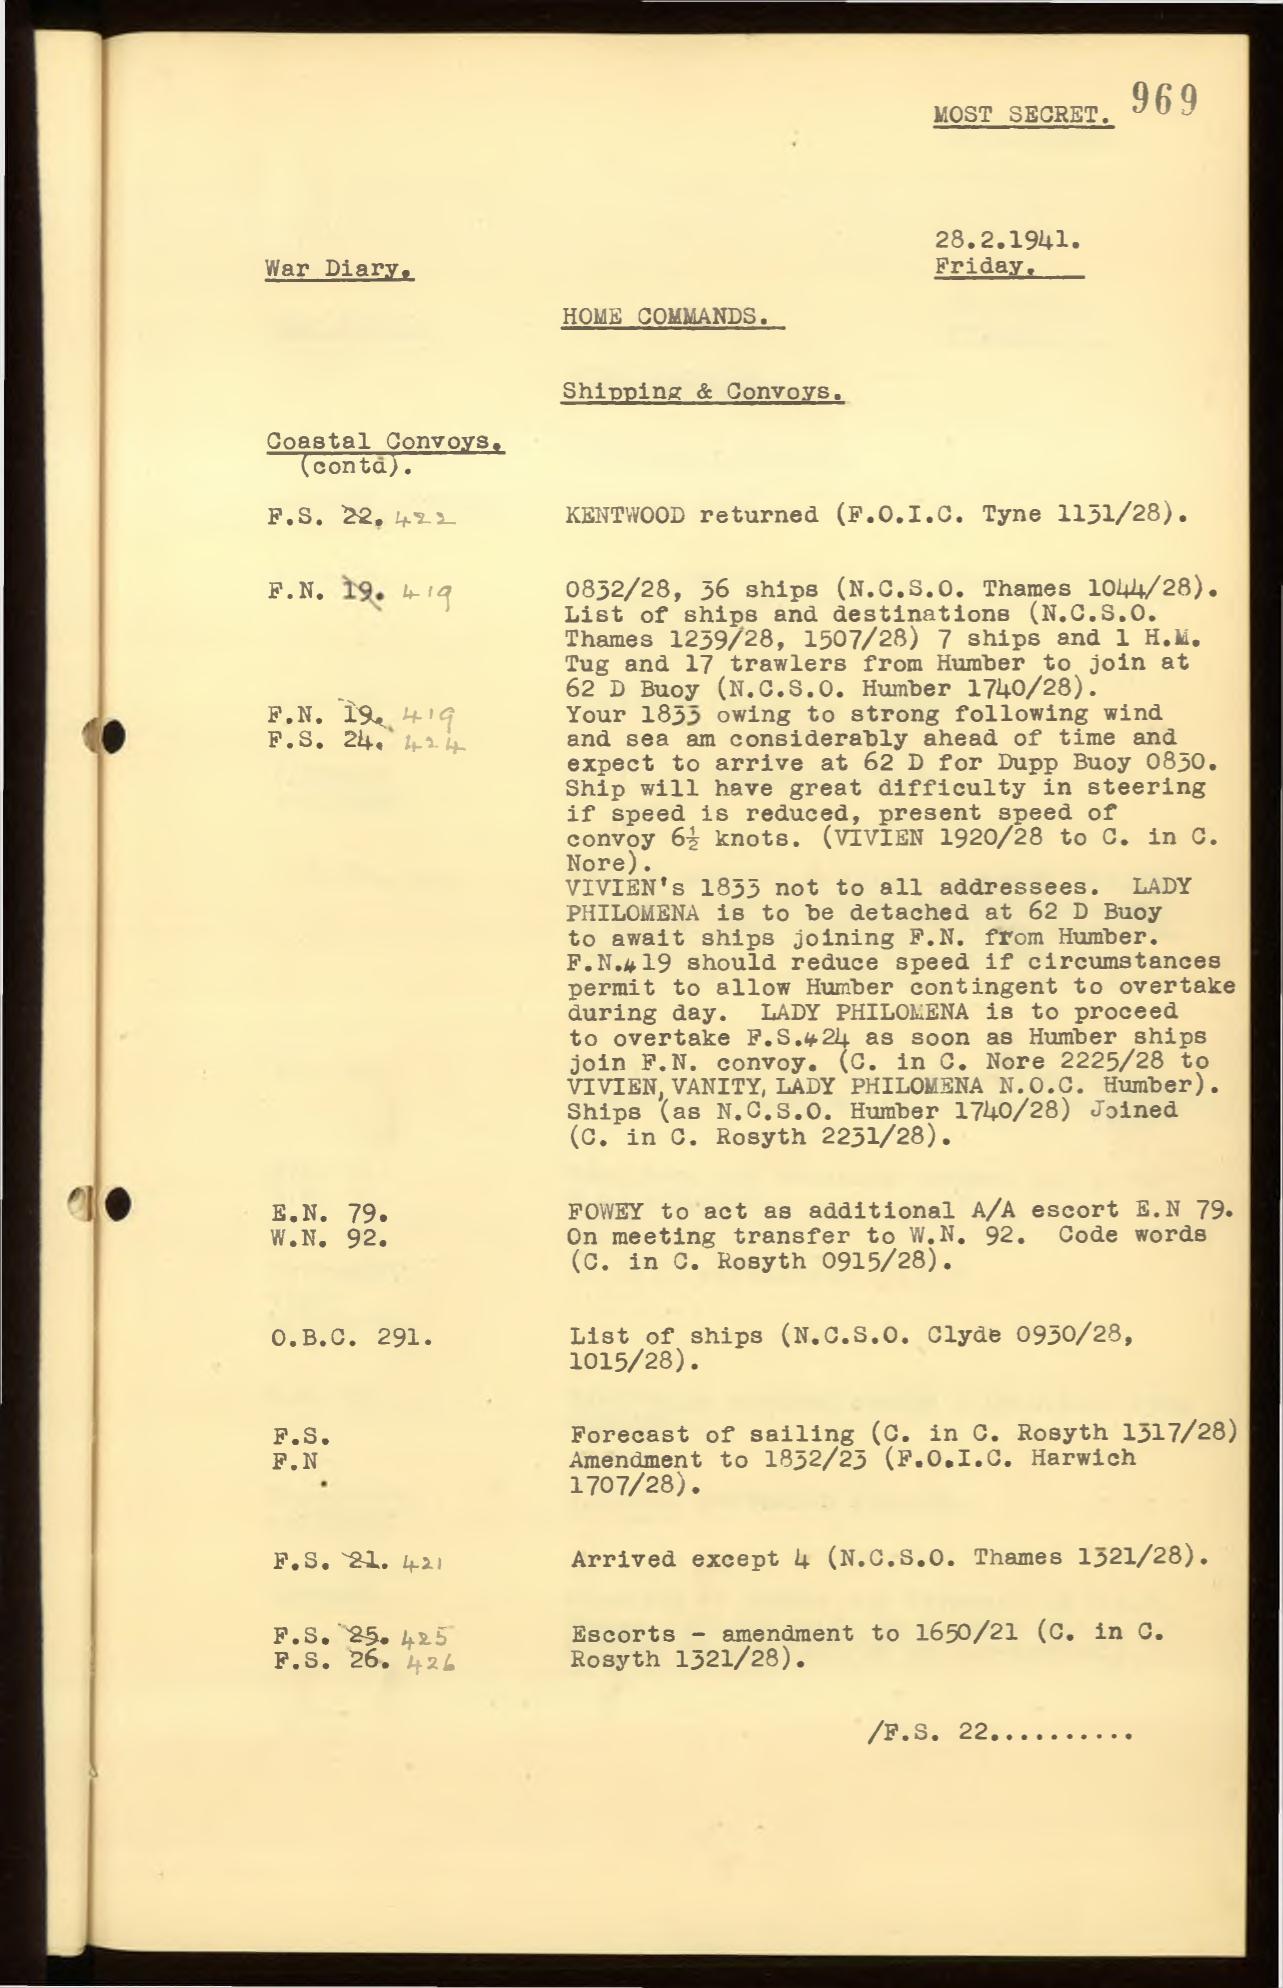 MOST SECRET. 969
28.2.1941.
War Diary. Friday.
HOME COMMANDS.
Shipping & Convoys.
Coastal Convoys.
(contd).
F.S. 22. 422 KENTWOOD returned (F.O.I.C. Tyne 1131/28).
F.N. 19. 419 0832/28, 36 ships (N.C.S.O. Thames 1044/28).
List of ships and destinations (N.C.S.O.
Thames 1239/28, 1507/28) 7 ships and 1 H.M.
Tug and 17 trawlers from Humber to join at
62 D Buoy (N.C.S.O. Humber 1740/28).
F.N. 19. 419 Your 1833 owing to strong following wind
F.S. 24. 424 and sea am considerably ahead of time and
expect to arrive at 62 D for Dupp Buoy 0830.
Ship will have great difficulty in steering
if speed is reduced, present speed of
convoy 6½ knots. (VIVIEN 1920/28 to C. in C.
Nore).
VIVIEN's 1833 not to all addressees. LADY
PHILOMENA is to be detached at 62 D Buoy
to await ships joining F.N. from Humber.
F.N.419 should reduce speed if circumstances
permit to allow Humber contingent to overtake
during day. LADY PHILOMENA is to proceed
to overtake F.S.424 as soon as Humber ships
join F.N. convoy. (C. in C. Nore 2225/28 to
VIVIEN, VANITY, LADY PHILOMENA N.O.C. Humber).
Ships (as N.C.S.O. Humber 1740/28) Joined
(C. in C. Rosyth 2231/28).
E.N. 79. FOWEY to act as additional A/A escort E.N 79.
W.N. 92. On meeting transfer to W.N. 92. Code words
(C. in C. Rosyth 0915/28).
O.B.C. 291. List of ships (N.C.S.O. Clyde 0930/28,
1015/28).
F.S. Forecast of sailing (C. in C. Rosyth 1317/28)
F.N Amendment to 1832/23 (F.O.I.C. Harwich
1707/28).
F.S. 21. 421 Arrived except 4 (N.C.S.O. Thames 1321/28).
F.S. 25. 425 Escorts - amendment to 1650/21 (C. in C.
F.S. 26. 426 Rosyth 1321/28).
/F.S. 22..........